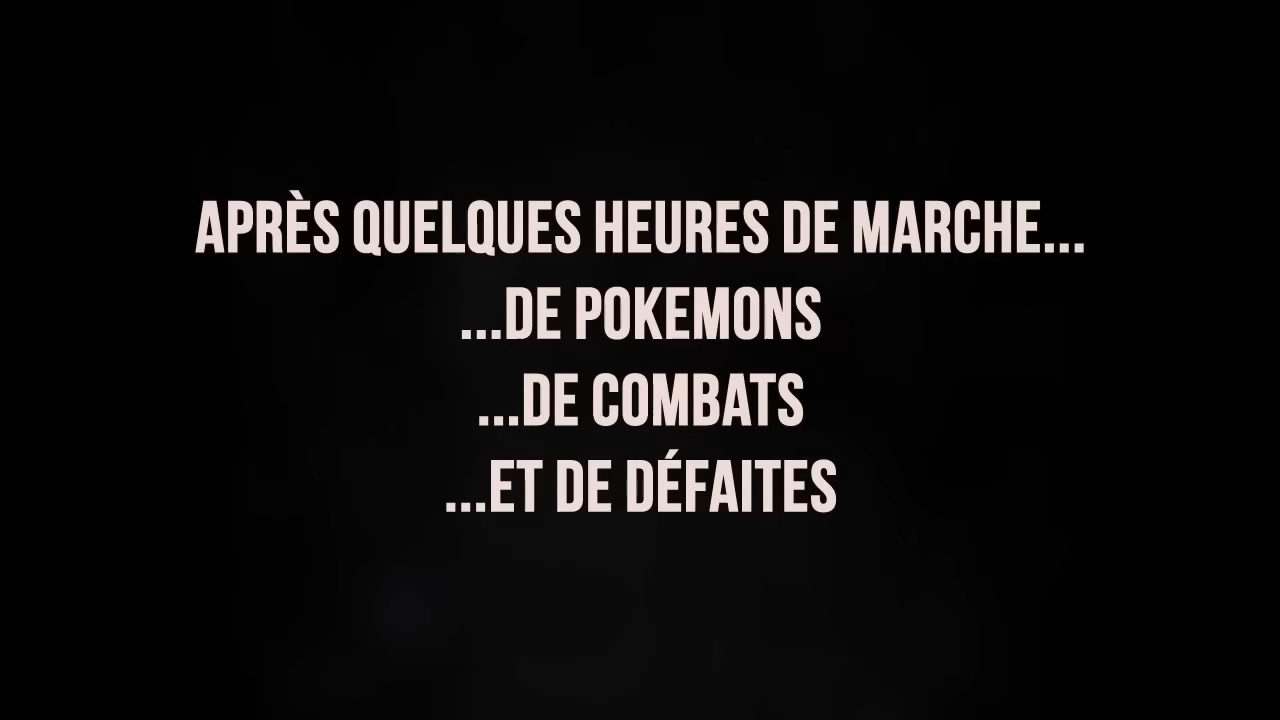 APRÈS QUELQUES HEURES DE MARCHE...
...DE POKEMONS
...DE COMBATS
...ET DE DÉFAITES